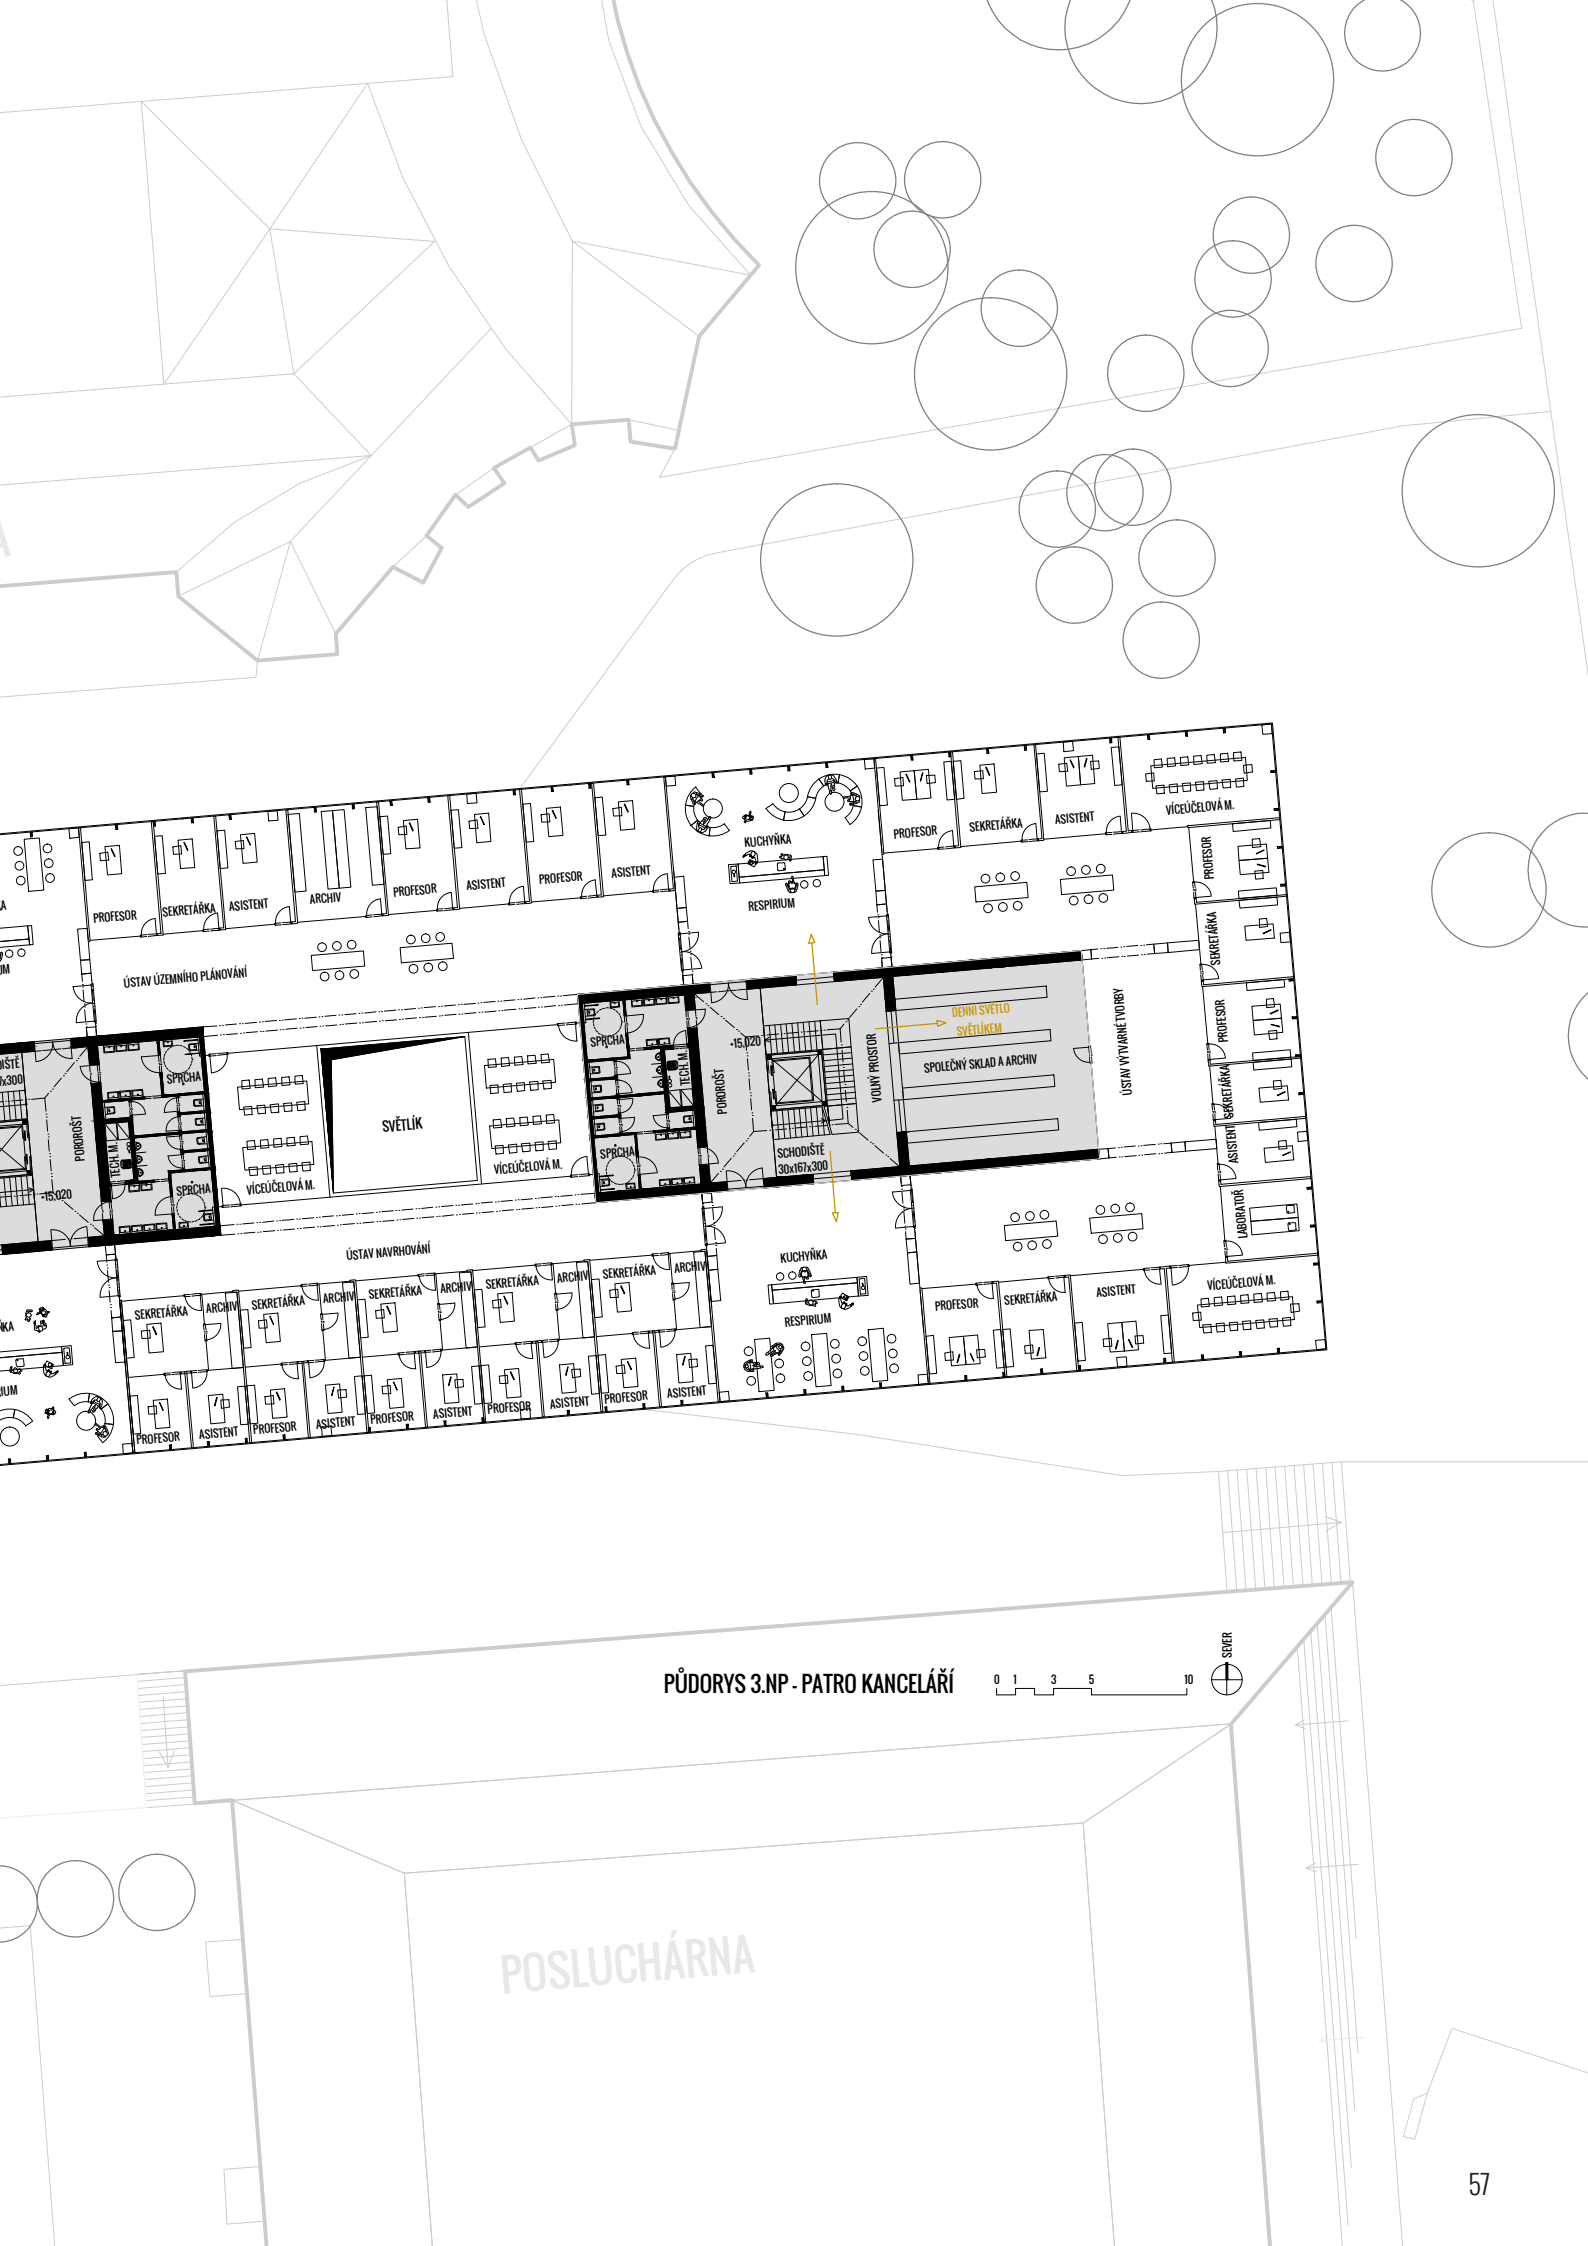 PROFESOR
SEKRETÁŘKA
ASISTENT
VÍCEÚČELOVÁ M.
KUCHYŇKA
RESPIRIUM
PROFESOR
SEKRETÁŘKA
ASISTENT
ARCHIV
PROFESOR
ASISTENT
PROFESOR
ASISTENT
ÚSTAV ÚZEMNÍHO PLÁNOVÁNÍ
PROFESOR
SEKRETÁŘKA
PROFESOR
SEKRETÁŘKA
ASISTENT
LABORATOŘ
ÚSTAV VÝTVARNÉ TVORBY
DENNI SVĚTLO
SVĚTLÍKEM
SPOLEČNÝ SKLAD A ARCHIV
VOLNÝ PROSTOR
+15,020
POROROŠT
SCHODIŠTĚ
30x167x300
SPRCHA
TECH. M.
SPRCHA
SVĚTLÍK
VÍCEÚČELOVÁ M.
VÍCEÚČELOVÁ M.
SPRCHA
TECH. M.
SPRCHA
POROROŠT
+15,020
ÚSTAV NAVRHOVÁNÍ
SEKRETÁŘKA
ARCHIV
SEKRETÁŘKA
ARCHIV
SEKRETÁŘKA
ARCHIV
SEKRETÁŘKA
ARCHIV
SEKRETÁŘKA
ARCHIV
PROFESOR
ASISTENT
PROFESOR
ASISTENT
PROFESOR
ASISTENT
PROFESOR
ASISTENT
PROFESOR
ASISTENT
KUCHYŇKA
RESPIRIUM
PROFESOR
SEKRETÁŘKA
ASISTENT
VÍCEÚČELOVÁ M.
PŮDORYS 3.NP - PATRO KANCELÁŘÍ
0 1 3 5 10
SEVER
POSLUCHÁRNA
57